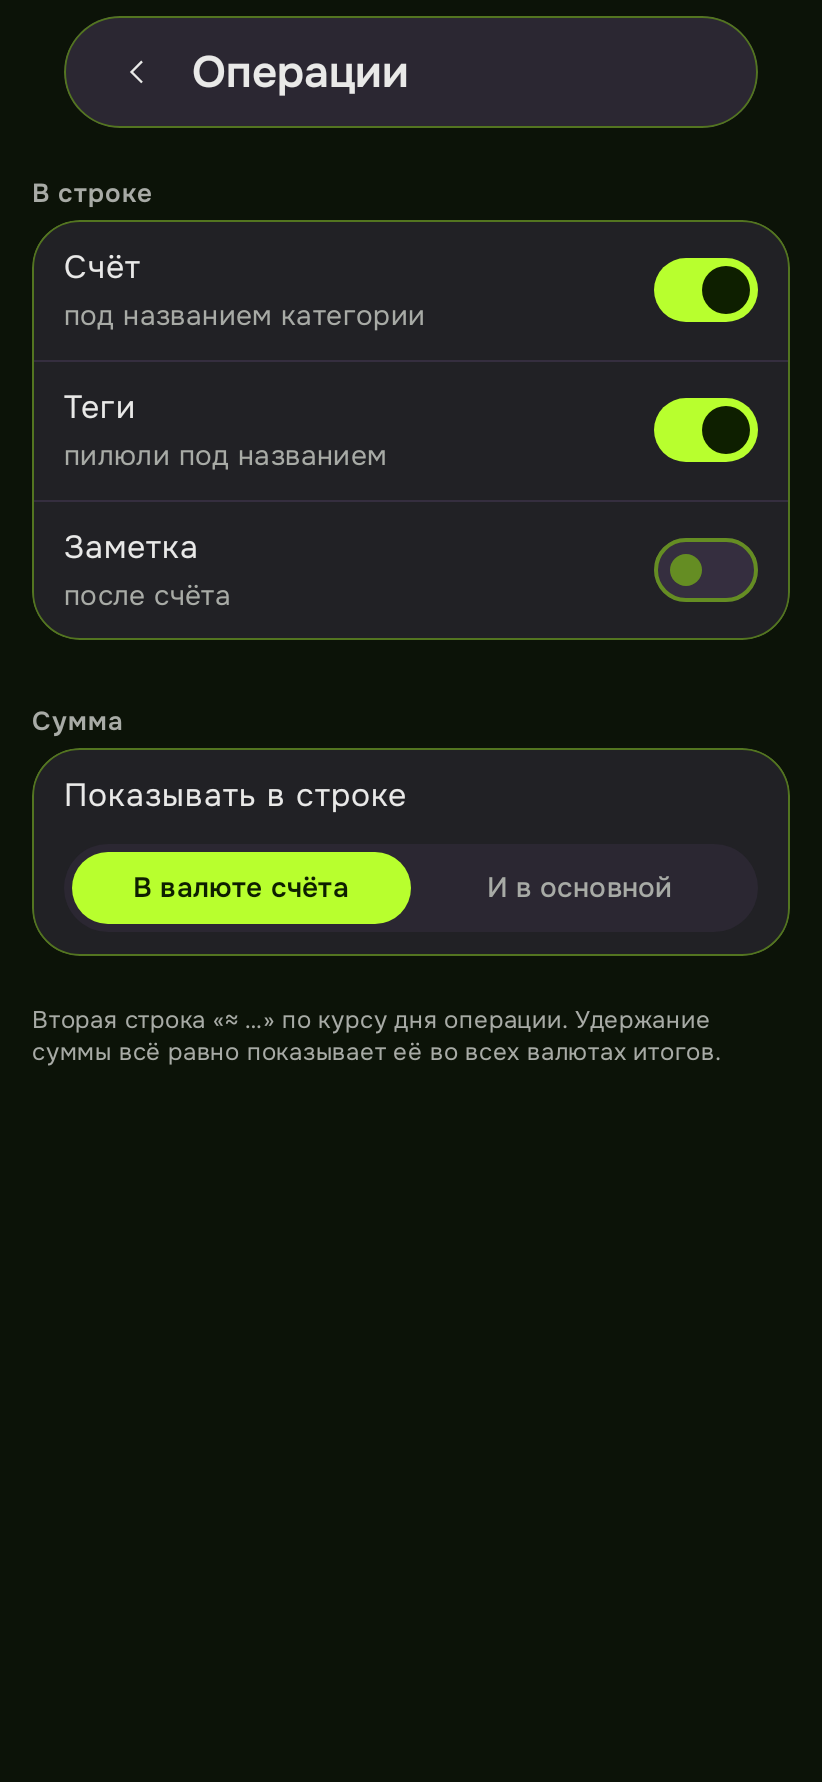 Операции
В строке
Счёт
под названием категории
Теги
пилюли под названием
Заметка
после счёта
Сумма
Показывать в строке
В валюте счёта
И в основной
Вторая строка «≈ …» по курсу дня операции. Удержание
суммы всё равно показывает её во всех валютах итогов.